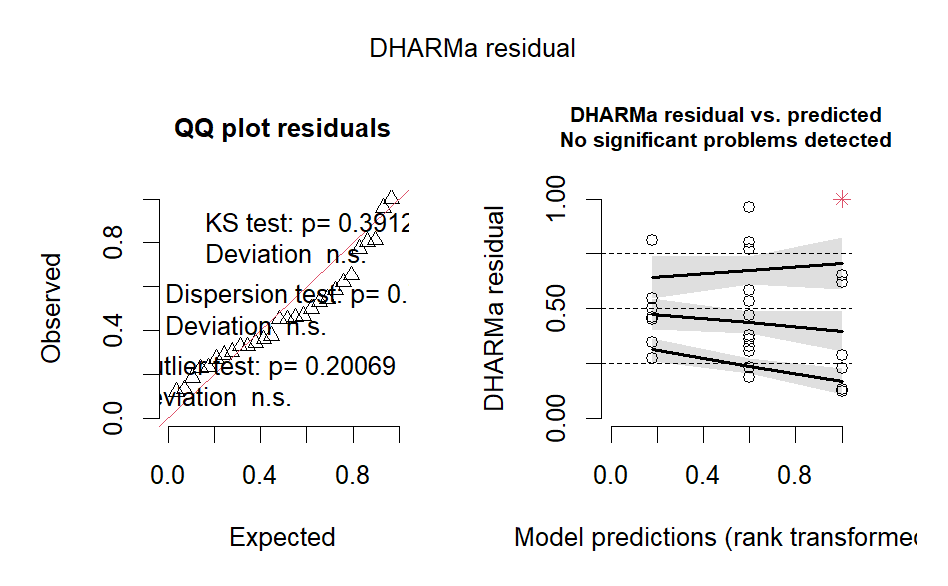 DHARMa residual
QQ plot residuals
KS test: p= 0.3912
Deviation n.s.
Dispersion test: p= 0.
Deviation n.s.
utlier test: p= 0.20069
eviation n.s.
Observed
0.0
0.4
0.8
0.0
0.4
0.8
Expected
DHARMa residual vs. predicted
No significant problems detected
DHARMa residual
1.00
0.50
0.00
0.0
0.4
0.8
Model predictions (rank transformed